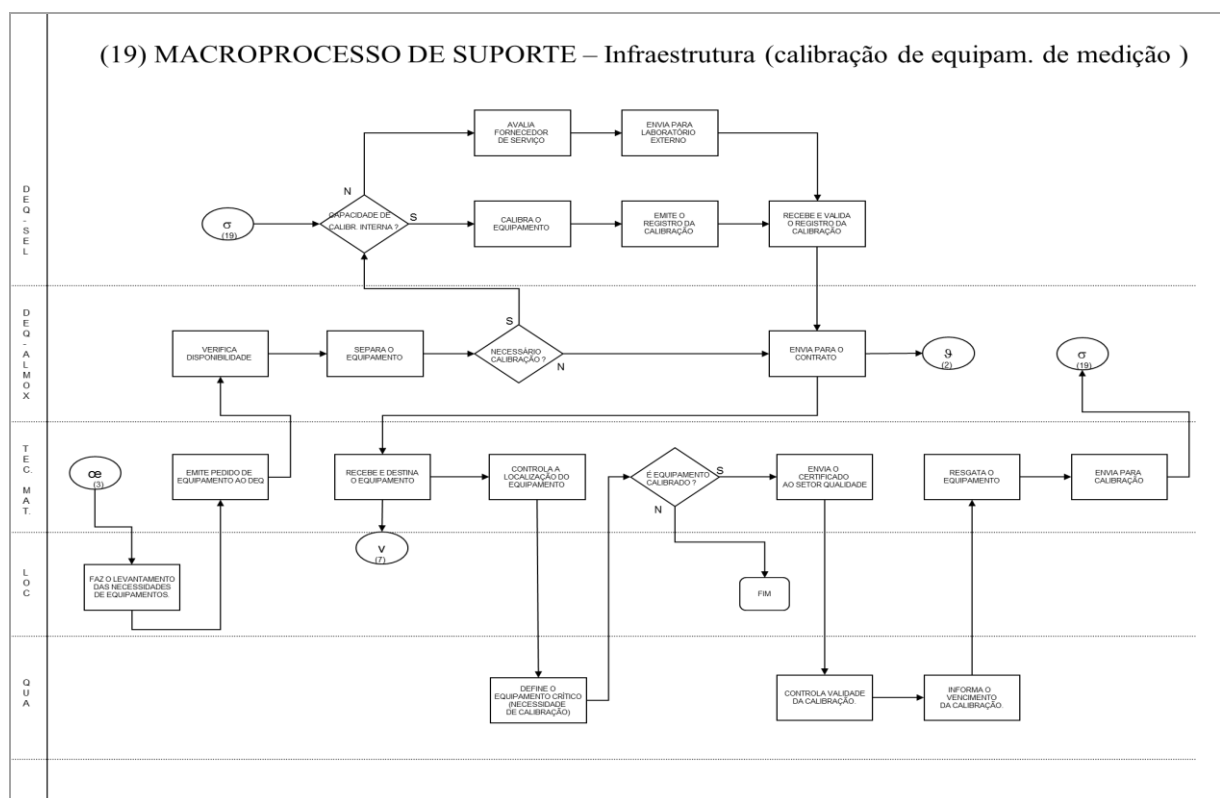 (19) MACROPROCESSO DE SUPORTE – Infraestrutura (calibração de equipam. de medição )
DEQ-SEL
AVALIA
FORNECEDOR
DE SERVIÇO
ENVIA PARA
LABORATÓRIO
EXTERNO
N
σ
(19)
CAPACIDADE DE
CALIBR. INTERNA ?
S
CALIBRA O
EQUIPAMENTO
EMITE O
REGISTRO DA
CALIBRAÇÃO
RECEBE E VALIDA
O REGISTRO DA
CALIBRAÇÃO
DEQ-ALMOX
VERIFICA
DISPONIBILIDADE
SEPARA O
EQUIPAMENTO
S
NECESSÁRIO
CALIBRAÇÃO ?
N
ENVIA PARA O
CONTRATO
ϑ
(2)
σ
(19)
TEC. MAT.
œ
(3)
EMITE PEDIDO DE
EQUIPAMENTO AO DEQ
RECEBE E DESTINA
O EQUIPAMENTO
CONTROLA A
LOCALIZAÇÃO DO
EQUIPAMENTO
É EQUIPAMENTO
CALIBRADO ?
S
N
ENVIA O
CERTIFICADO
AO SETOR QUALIDADE
RESGATA O
EQUIPAMENTO
ENVIA PARA
CALIBRAÇÃO
LOC
FAZ O LEVANTAMENTO
DAS NECESSIDADES
DE EQUIPAMENTOS.
ν
(7)
FIM
QUA
DEFINE O
EQUIPAMENTO CRÍTICO
(NECESSIDADE
DE CALIBRAÇÃO)
CONTROLA VALIDADE
DA CALIBRAÇÃO.
INFORMA O
VENCIMENTO
DA CALIBRAÇÃO.